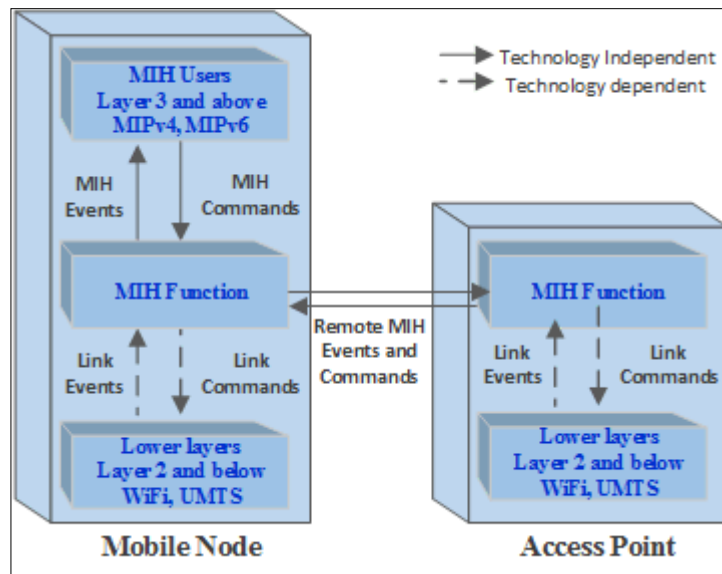 MIH Users
Layer 3 and above
MIPv4, MIPv6
Technology Independent
Technology dependent
MIH
Events
MIH
Commands
MIH Function
MIH Function
Remote MIH
Events and
Commands
Link
Events
Link
Commands
Link
Events
Link
Commands
Lower layers
Layer 2 and below
WiFi, UMTS
Lower layers
Layer 2 and below
WiFi, UMTS
Mobile Node
Access Point